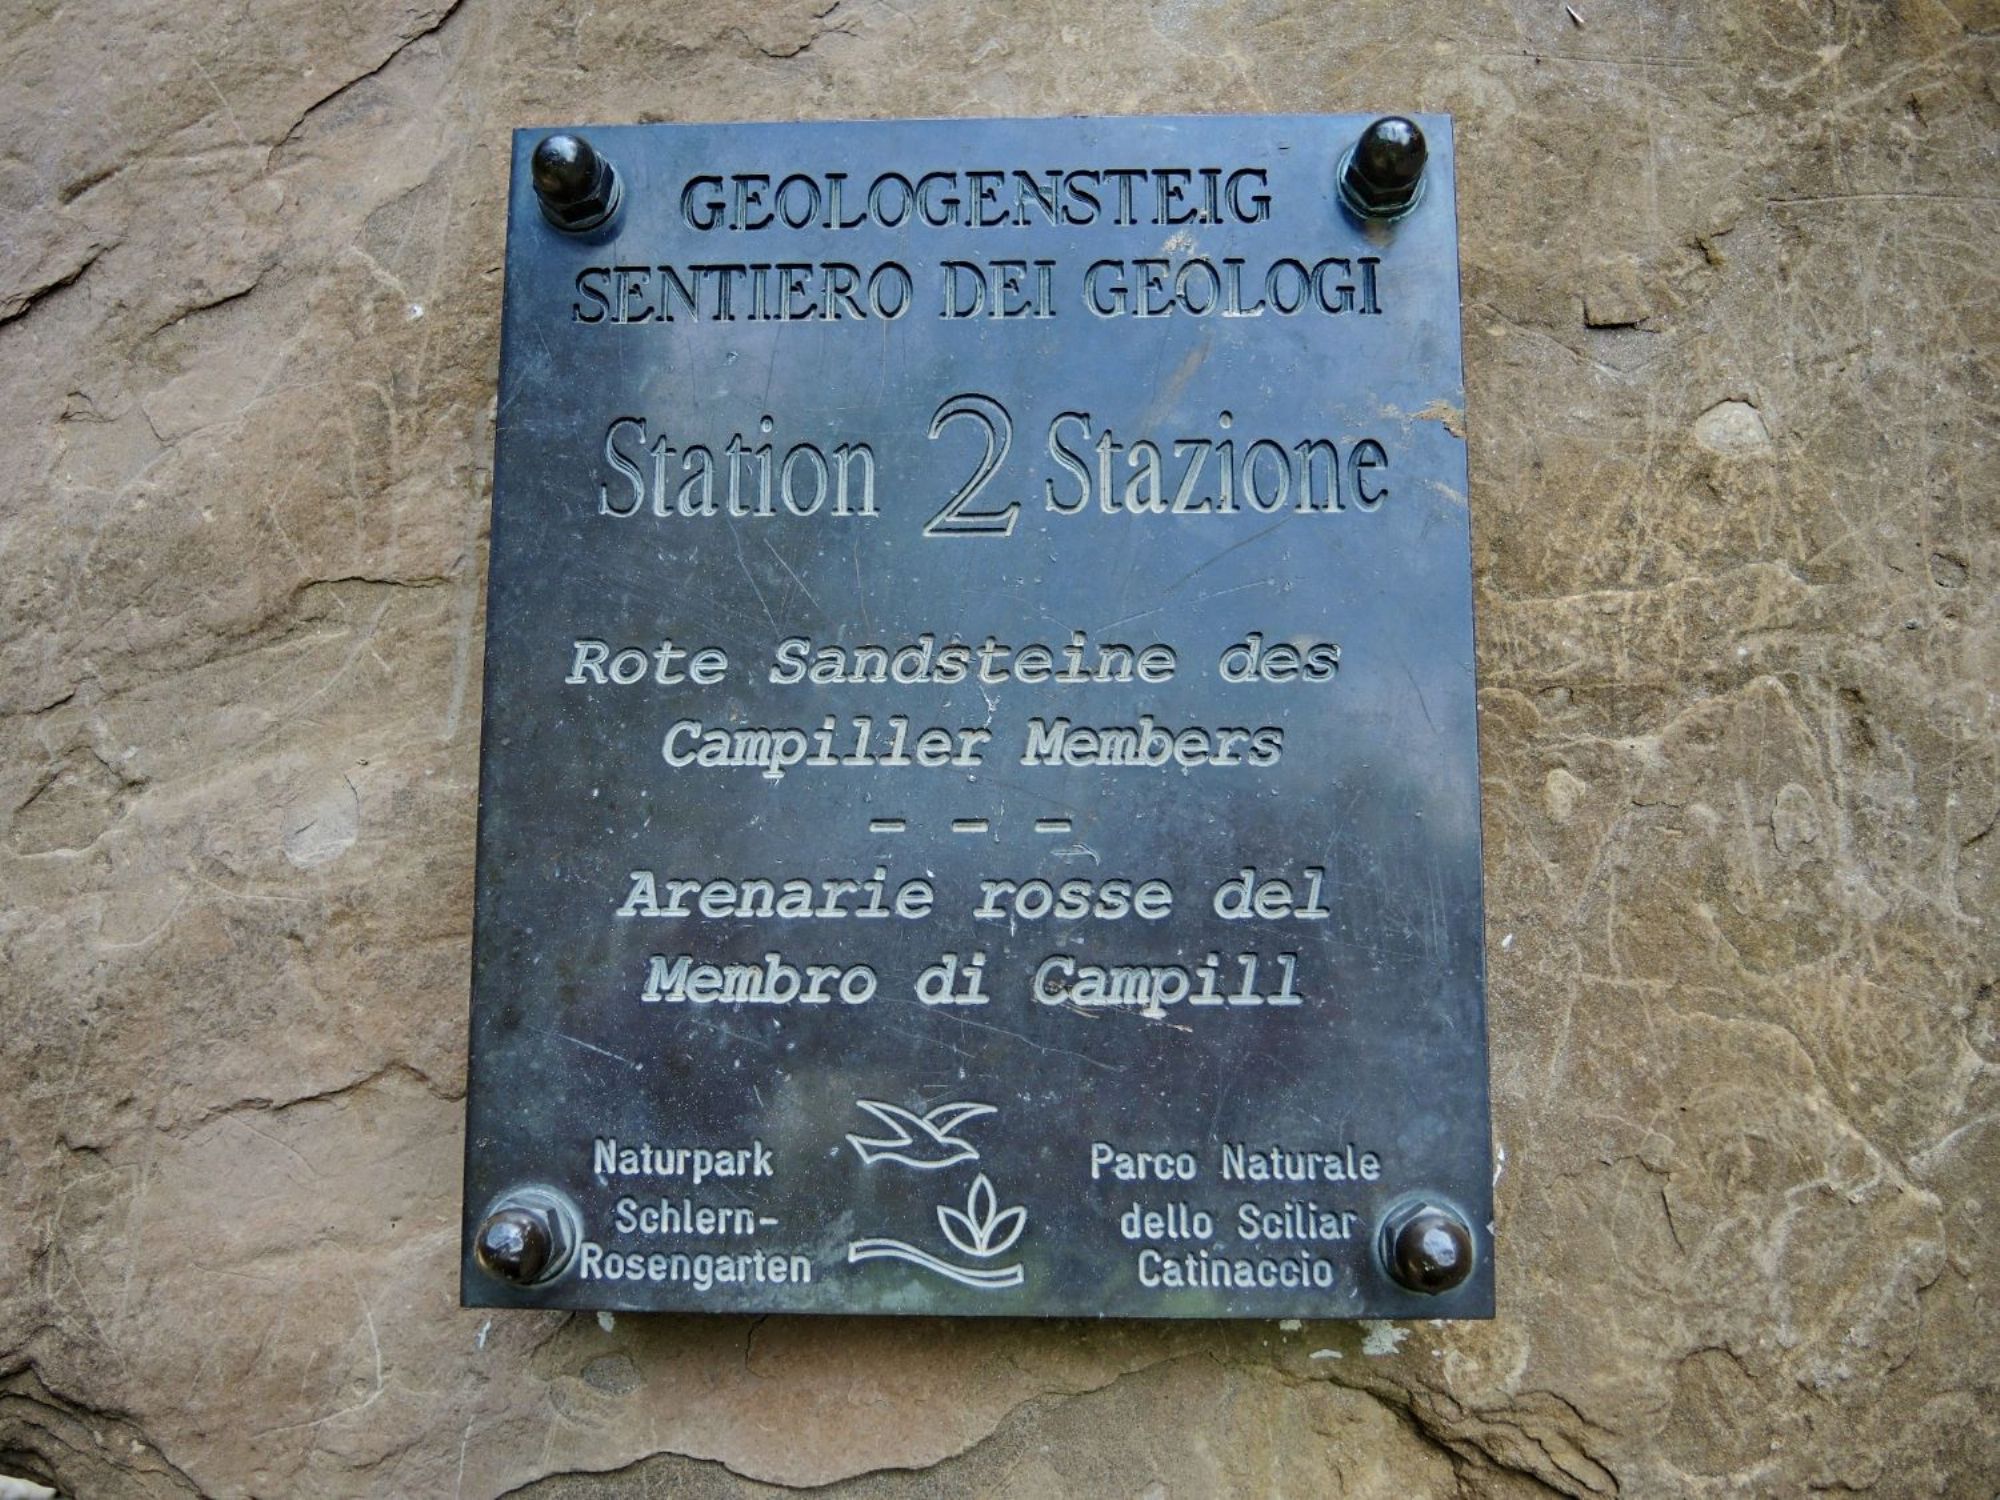 GEOLOGENSTEIG
SENTIERO DEI GEOLOGI
Station 2 Stazione
Rote Sandsteine des
Campiller Members
- - -
Arenarie rosse del
Membro di Campill
Naturpark
Schlern-
Rosengarten
Parco Naturale
dello Sciliar
Catinaccio